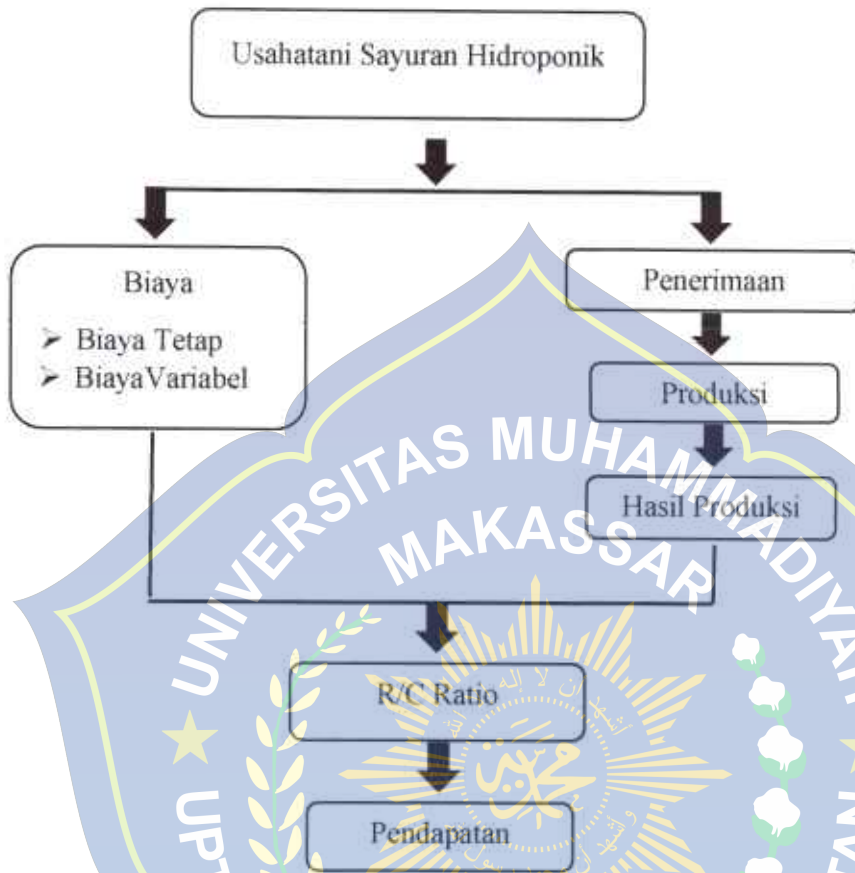 Usahatani Sayuran Hidroponik
Biaya
➢ Biaya Tetap
➢ BiayaVariabel
Penerimaan
Produksi
Hasil Produksi
R/C Ratio
Pendapatan
UNIVERSITAS MUHAMMADIYAH
MAKASSAR